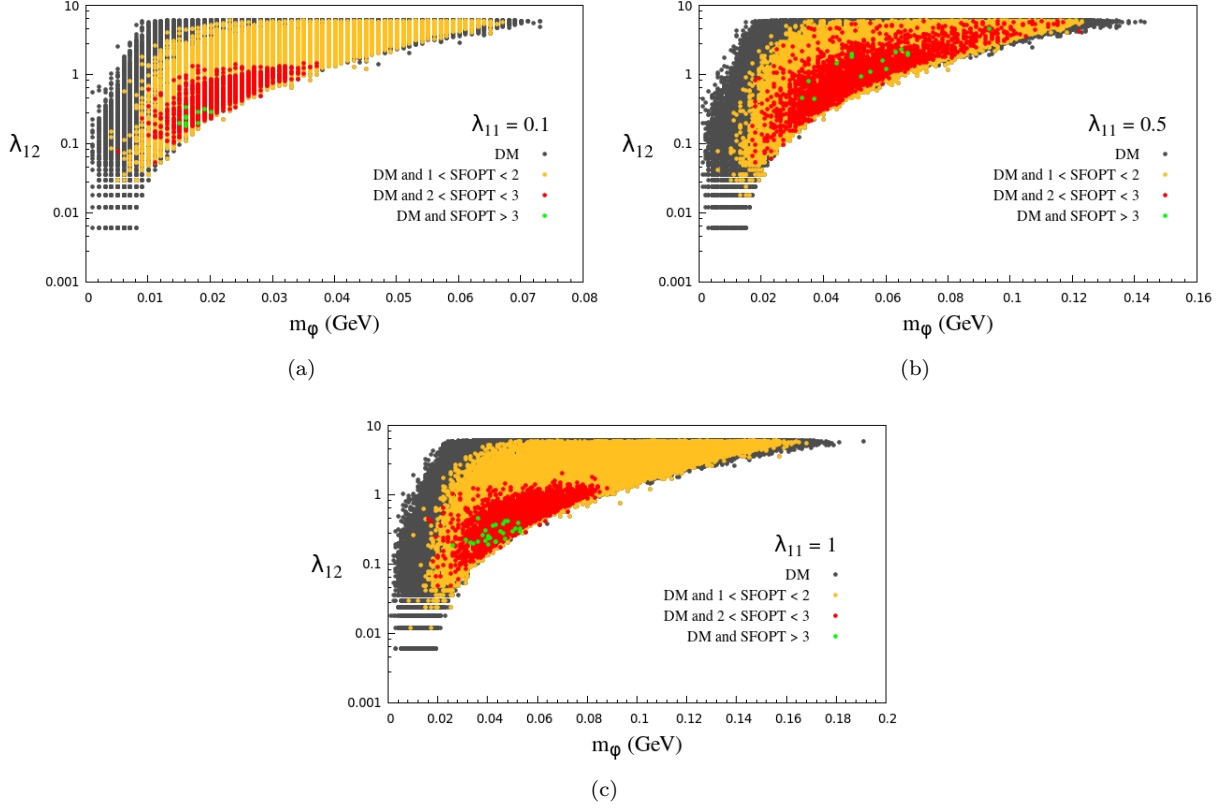 10
1
0.1
0.01
0.001
λ12
λ11 = 0.1
DM
DM and 1 < SFOPT < 2
DM and 2 < SFOPT < 3
DM and SFOPT > 3
0 0.01 0.02 0.03 0.04 0.05 0.06 0.07 0.08
mφ (GeV)
(a)
10
1
0.1
0.01
0.001
λ12
λ11 = 0.5
DM
DM and 1 < SFOPT < 2
DM and 2 < SFOPT < 3
DM and SFOPT > 3
0 0.02 0.04 0.06 0.08 0.1 0.12 0.14 0.16
mφ (GeV)
(b)
10
1
0.1
0.01
0.001
λ12
λ11 = 1
DM
DM and 1 < SFOPT < 2
DM and 2 < SFOPT < 3
DM and SFOPT > 3
0 0.02 0.04 0.06 0.08 0.1 0.12 0.14 0.16 0.18 0.2
mφ (GeV)
(c)